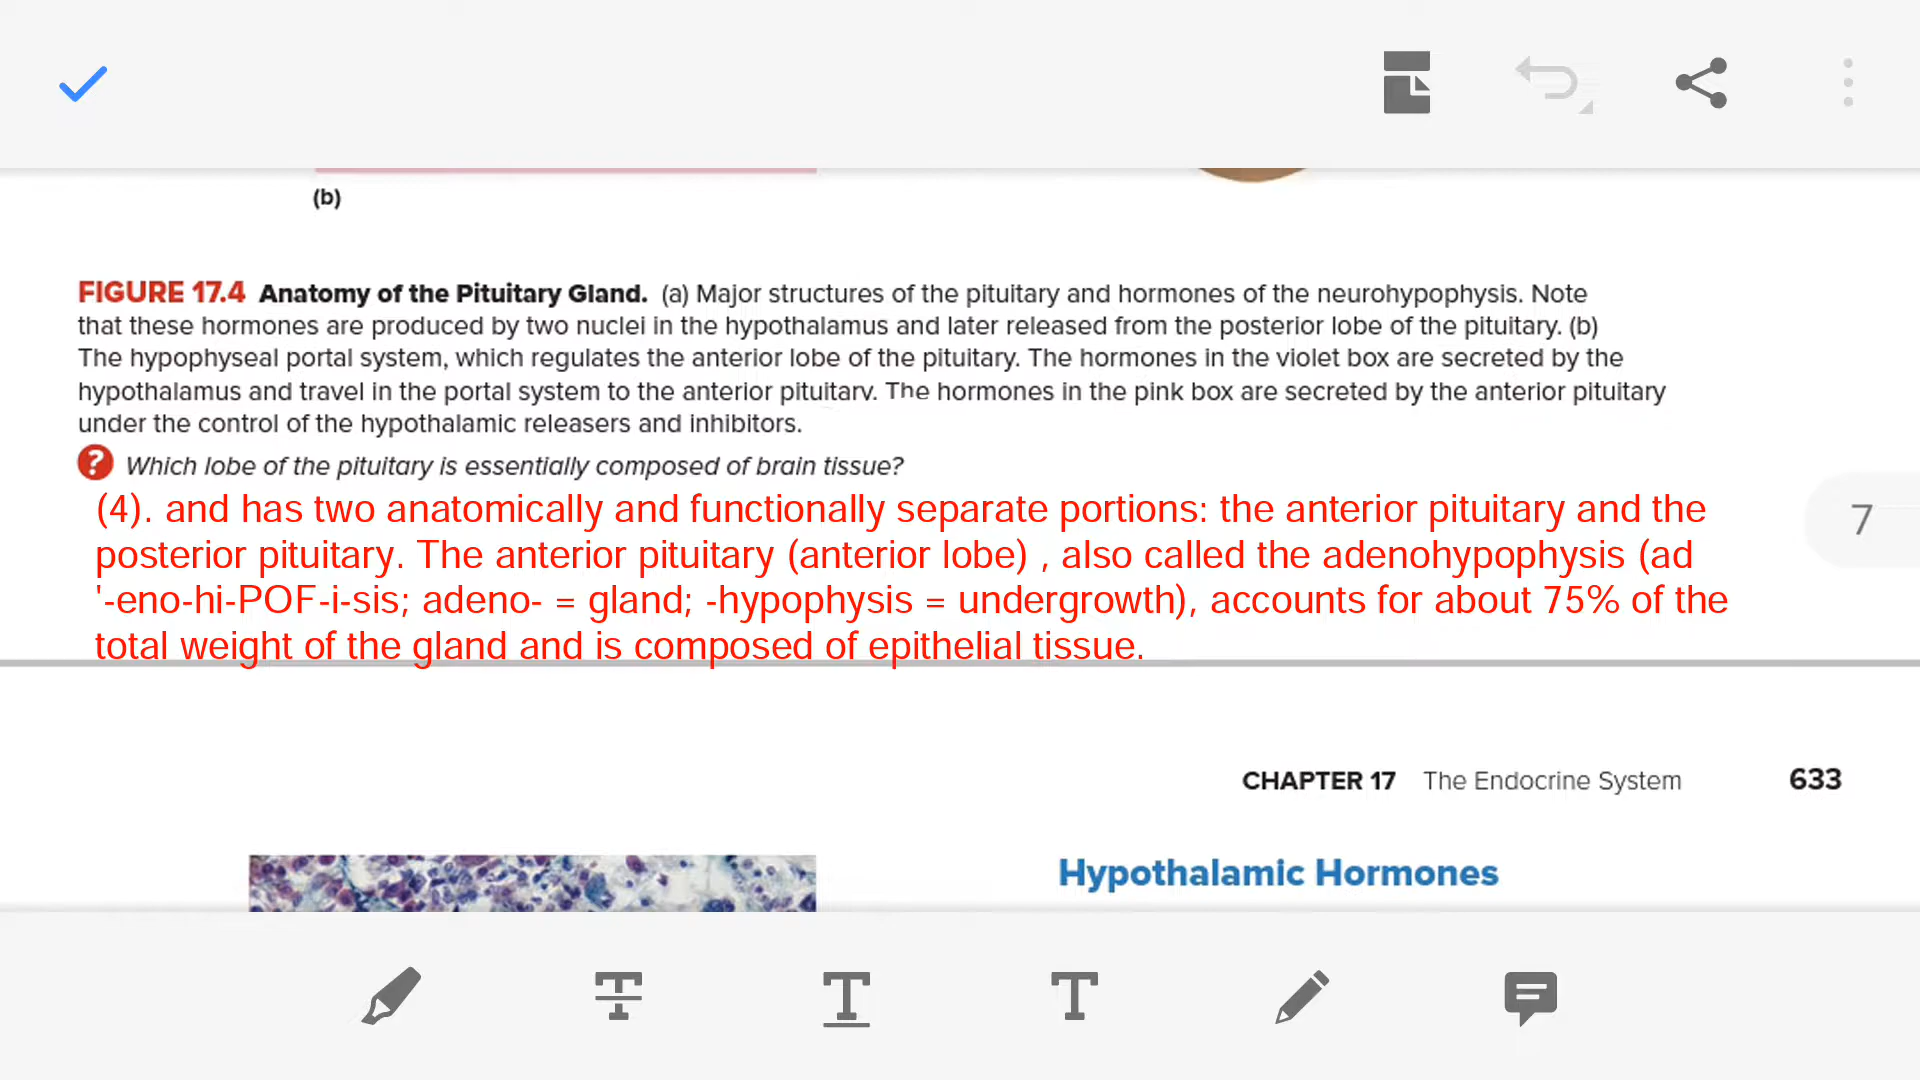 (b)
FIGURE 17.4 Anatomy of the Pituitary Gland. (a) Major structures of the pituitary and hormones of the neurohypophysis. Note
that these hormones are produced by two nuclei in the hypothalamus and later released from the posterior lobe of the pituitary. (b)
The hypophyseal portal system, which regulates the anterior lobe of the pituitary. The hormones in the violet box are secreted by the
hypothalamus and travel in the portal system to the anterior pituitary. The hormones in the pink box are secreted by the anterior pituitary
under the control of the hypothalamic releasers and inhibitors.
? Which lobe of the pituitary is essentially composed of brain tissue?
(4). and has two anatomically and functionally separate portions: the anterior pituitary and the
posterior pituitary. The anterior pituitary (anterior lobe) , also called the adenohypophysis (ad
'-eno-hi-POF-i-sis; adeno- = gland; -hypophysis = undergrowth), accounts for about 75% of the
total weight of the gland and is composed of epithelial tissue.
7
CHAPTER 17 The Endocrine System 633
Hypothalamic Hormones